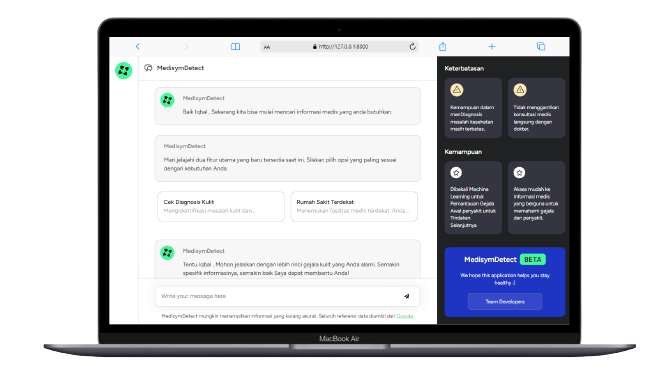 AA
http://127.0.0.1:8000
MedisymDetect
MedisymDetect
Baik Iqbal , Sekarang kita bisa mulai mencari informasi medis yang anda butuhkan.
MedisymDetect
Mari jelajahi dua fitur utama yang baru tersedia saat ini. Silakan pilih opsi yang paling sesuai
dengan kebutuhan Anda.
Cek Diagnosis Kulit
Mengidentifikasi masalah kulit dan...
Rumah Sakit Terdekat
Menemukan fasilitas medis terdekat. Anda...
MedisymDetect
Tentu Iqbal , Mohon jelaskan dengan lebih rinci gejala kulit yang Anda alami. Semakin
spesifik informasinya, semakin baik Saya dapat membantu Anda!
Write your message here
MedisymDetect mungkin menampilkan informasi yang kurang akurat. Seluruh referensi data diambil dari Google
Keterbatasan
Kemampuan dalam
menDiagnosis
masalah kesehatan
masih terbatas.
Tidak menggantikan
konsultasi medis
langsung dengan
dokter.
Kemampuan
Dibekali Machine
Learning untuk
Pemantauan Gejala
Awal penyakit untuk
Tindakan
Selanjutnya
Akses mudah ke
informasi medis
yang berguna untuk
memahami gejala
dan penyakit.
MedisymDetect BETA
We hope this application helps you stay
healthy :)
Team Developers
MacBook Air